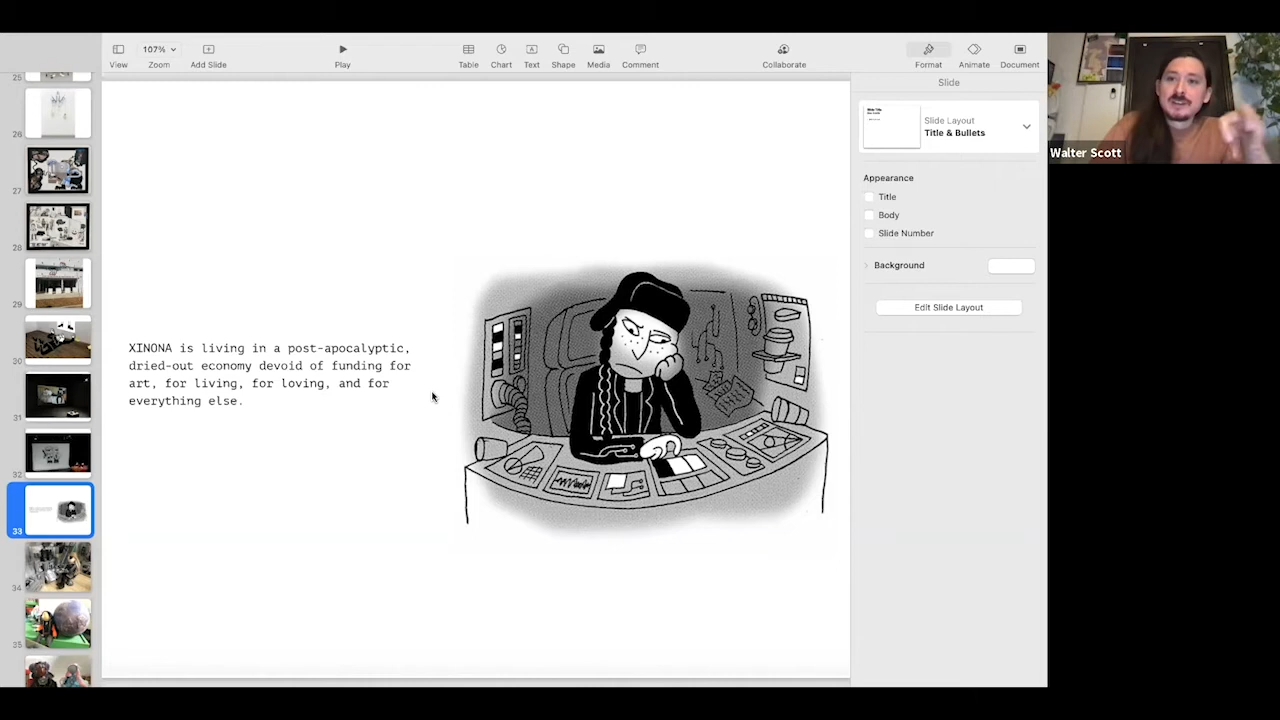 107%
View
Zoom
Add Slide
Play
Table
Chart
Text
Shape
Media
Comment
Collaborate
Format
Animate
Document
Slide
Slide Layout
Title & Bullets
Appearance
Title
Body
Slide Number
Background
Edit Slide Layout
25
26
27
28
29
30
31
32
33
34
35
XINONA is living in a post-apocalyptic,
dried-out economy devoid of funding for
art, for living, for loving, and for
everything else.
Walter Scott